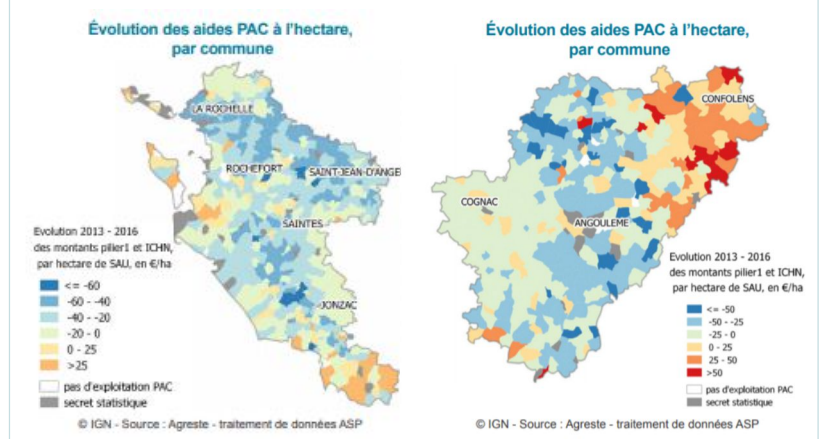 Évolution des aides PAC à l'hectare,
par commune
LA ROCHELLE
ROCHEFORT
SAINT-JEAN-D'ANGE
SAINTES
JONZAC
Evolution 2013 - 2016
des montants pilier1 et ICHN,
par hectare de SAU, en €/ha
<= -60
-60 - -40
-40 - -20
-20 - 0
0 - 25
>25
pas d'exploitation PAC
secret statistique
© IGN - Source : Agreste - traitement de données ASP
Évolution des aides PAC à l'hectare,
par commune
CONFOLENS
COGNAC
ANGOULEME
Evolution 2013 - 2016
des montants pilier1 et ICHN,
par hectare de SAU, en €/ha
<= -50
-50 - -25
-25 - 0
0 - 25
25 - 50
>50
pas d'exploitation PAC
secret statistique
© IGN - Source : Agreste - traitement de données ASP